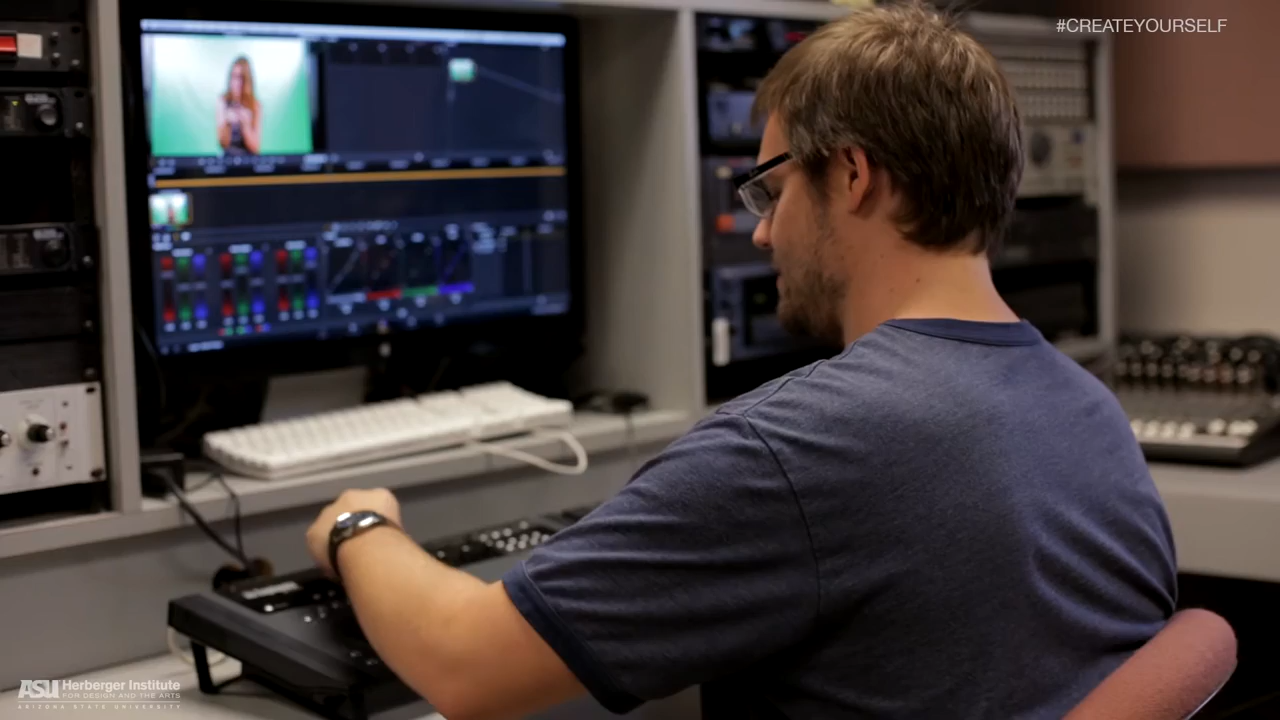 #CREATEYOURSELF
ASU Herberger Institute
FOR DESIGN AND THE ARTS
ARIZONA STATE UNIVERSITY